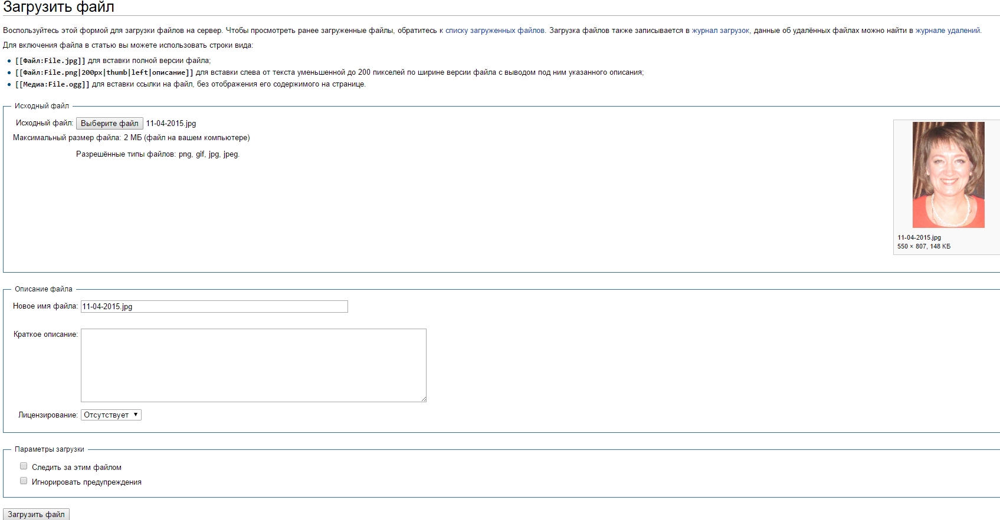 Загрузить файл
Воспользуйтесь этой формой для загрузки файлов на сервер. Чтобы просмотреть ранее загруженные файлы, обратитесь к списку загруженных файлов. Загрузка файлов также записывается в журнал загрузок, данные об удалённых файлах можно найти в журнале удалений.
Для включения файла в статью вы можете использовать строки вида:
[[Файл:File.jpg]] для вставки полной версии файла;
[[Файл:File.png|200px|thumb|left|описание]] для вставки слева от текста уменьшенной до 200 пикселей по ширине версии файла с выводом под ним указанного описания;
[[Медиа:File.ogg]] для вставки ссылки на файл, без отображения его содержимого на странице.
Исходный файл
Исходный файл: Выберите файл 11-04-2015.jpg
Максимальный размер файла: 2 МБ (файл на вашем компьютере)
Разрешённые типы файлов: png, gif, jpg, jpeg.
11-04-2015.jpg
550 × 807, 148 КБ
Описание файла
Новое имя файла: 11-04-2015.jpg
Краткое описание:
Лицензирование: Отсутствует
Параметры загрузки
Следить за этим файлом
Игнорировать предупреждения
Загрузить файл